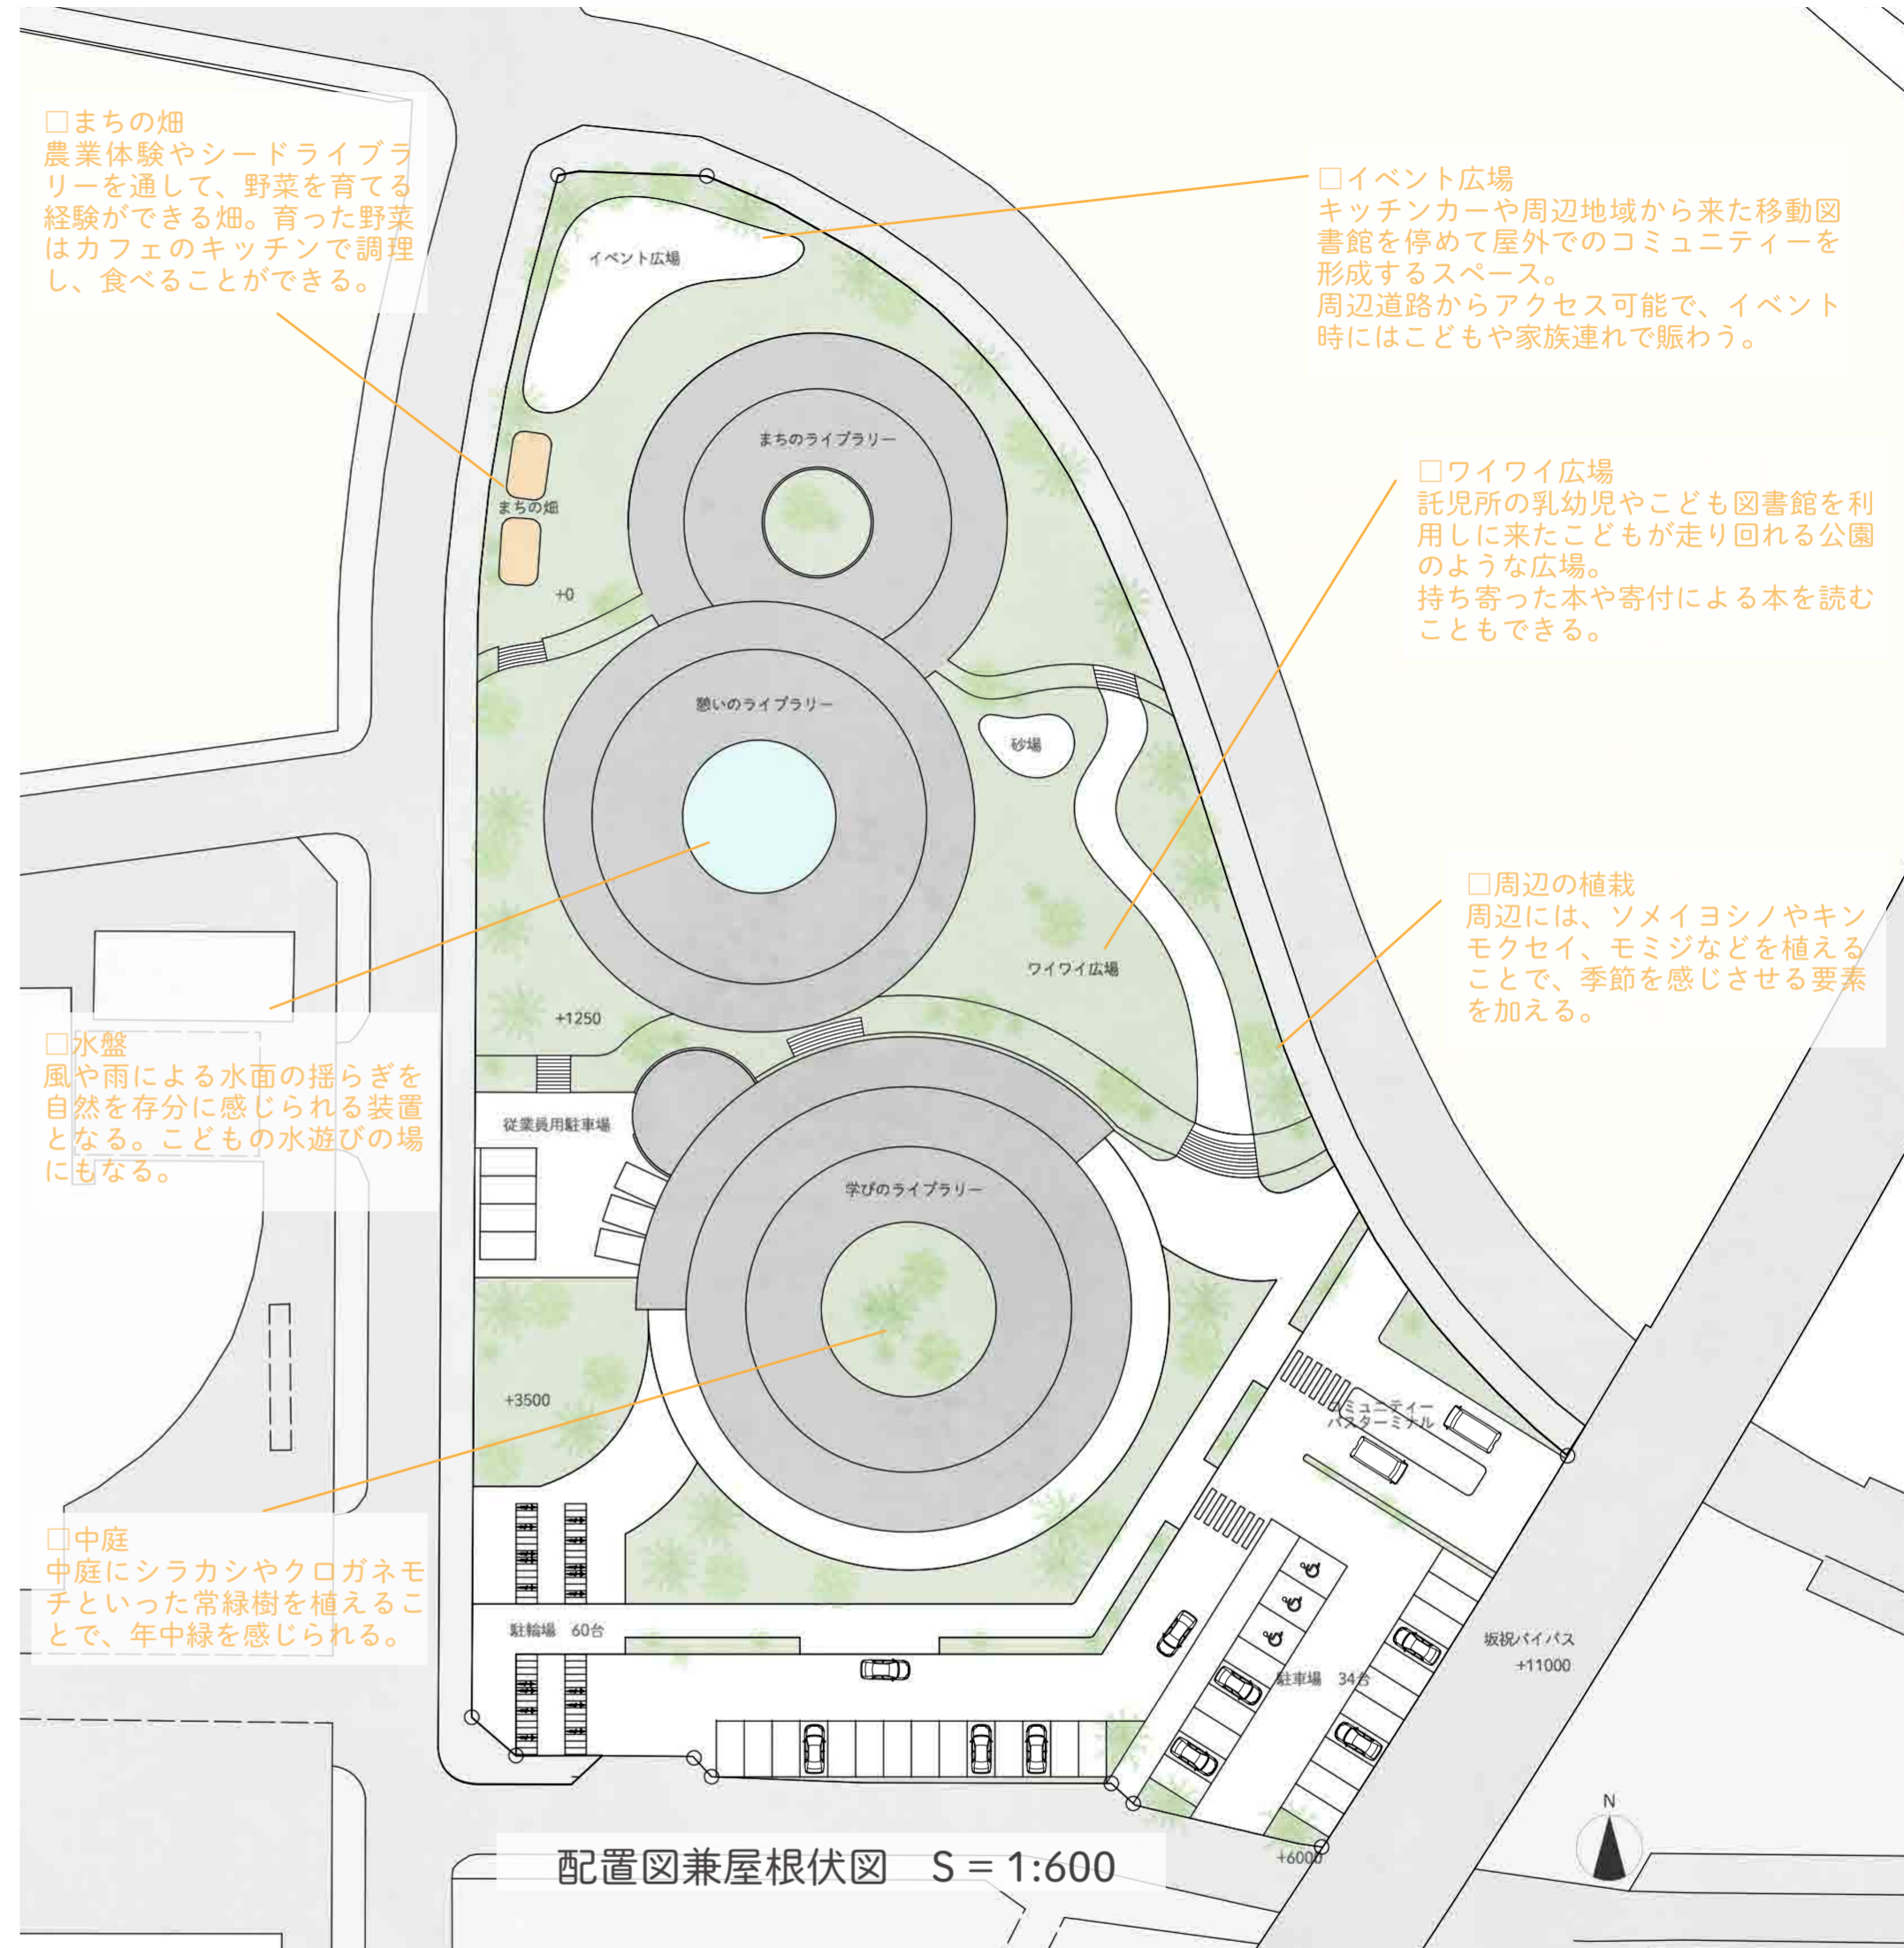 □まちの畑
農業体験やシードライブラ
リーを通して、野菜を育てる
経験ができる畑。育った野菜
はカフェのキッチンで調理
し、食べることができる。
□イベント広場
キッチンカーや周辺地域から来た移動図
書館を停めて屋外でのコミュニティーを
形成するスペース。
周辺道路からアクセス可能で、イベント
時にはこどもや家族連れで賑わう。
イベント広場
まちのライブラリー
□ワイワイ広場
託児所の乳幼児やこども図書館を利
用しに来たこどもが走り回れる公園
のような広場。
持ち寄った本や寄付による本を読む
こともできる。
まちの畑
+0
憩いのライブラリー
砂場
□周辺の植栽
周辺には、ソメイヨシノやキン
モクセイ、モミジなどを植える
ことで、季節を感じさせる要素
を加える。
ワイワイ広場
+1250
□水盤
風や雨による水面の揺らぎを
自然を存分に感じられる装置
となる。こどもの水遊びの場
にもなる。
従業員用駐車場
学びのライブラリー
+3500
コミュニティー
バスターミナル
□中庭
中庭にシラカシやクロガネモ
チといった常緑樹を植えるこ
とで、年中緑を感じられる。
駐輪場 60台
駐車場 34台
坂祝バイパス
+11000
N
+6000
配置図兼屋根伏図 S = 1:600